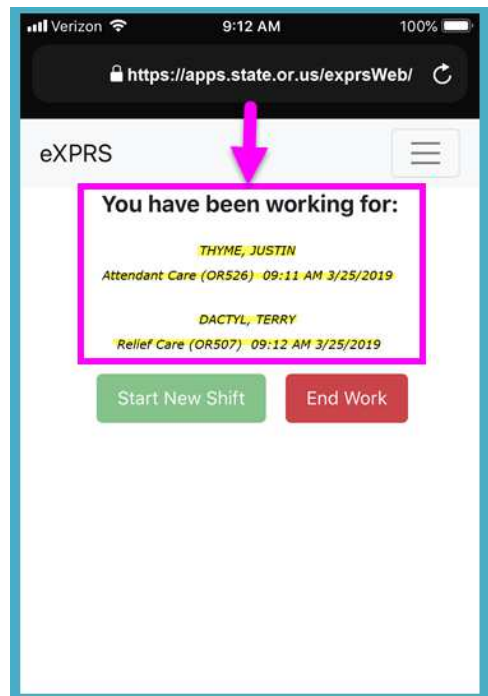 Verizon 9:12 AM 100%
https://apps.state.or.us/exprsWeb/
eXPRS
You have been working for:
THYME, JUSTIN
Attendant Care (OR526) 09:11 AM 3/25/2019
DACTYL, TERRY
Relief Care (OR507) 09:12 AM 3/25/2019
Start New Shift End Work